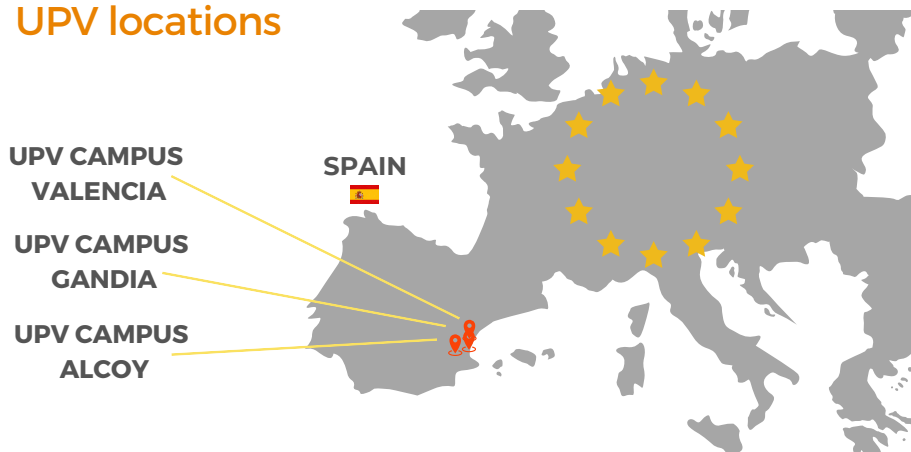 UPV locations
UPV CAMPUS
VALENCIA
SPAIN
UPV CAMPUS
GANDIA
UPV CAMPUS
ALCOY